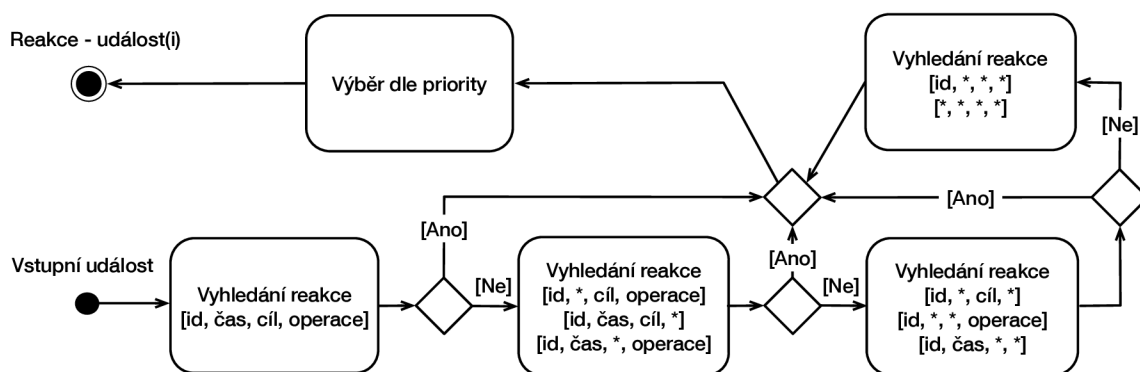 Reakce - událost(i)
Výběr dle priority
Vyhledání reakce
[id, *, *, *]
[*, *, *, *]
[Ne]
[Ano]
[Ano]
[Ano]
Vstupní událost
Vyhledání reakce
[id, čas, cíl, operace]
[Ne]
Vyhledání reakce
[id, *, cíl, operace]
[id, čas, cíl, *]
[id, čas, *, operace]
[Ne]
Vyhledání reakce
[id, *, cíl, *]
[id, *, *, operace]
[id, čas, *, *]